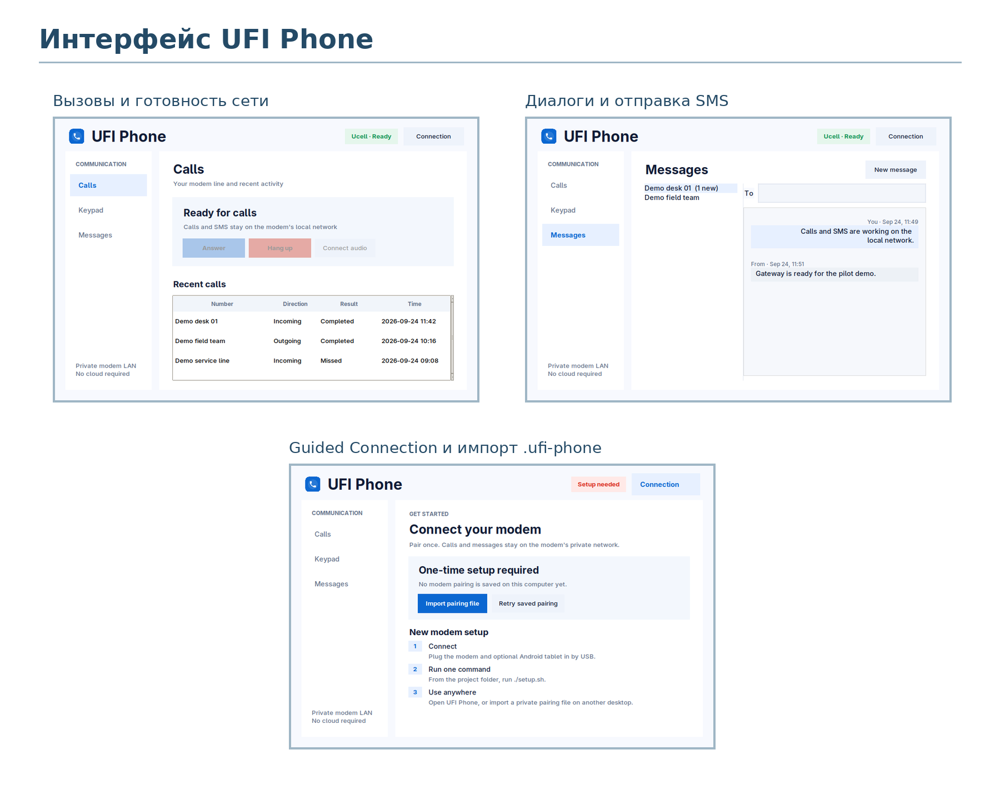 Интерфейс UFI Phone
Вызовы и готовность сети
UFI Phone
Ucell · Ready
Connection
COMMUNICATION
Calls
Keypad
Messages
Private modem LAN
No cloud required
Calls
Your modem line and recent activity
Ready for calls
Calls and SMS stay on the modem's local network
Answer
Hang up
Connect audio
Recent calls
Number Direction Result Time
Demo desk 01 Incoming Completed 2026-09-24 11:42
Demo field team Outgoing Completed 2026-09-24 10:16
Demo service line Incoming Missed 2026-09-24 09:08
Диалоги и отправка SMS
UFI Phone
Ucell · Ready
Connection
COMMUNICATION
Calls
Keypad
Messages
Private modem LAN
No cloud required
Messages
New message
Demo desk 01 (1 new)
Demo field team
To
You · Sep 24, 11:49
Calls and SMS are working on the
local network.
From · Sep 24, 11:51
Gateway is ready for the pilot demo.
Guided Connection и импорт .ufi-phone
UFI Phone
Setup needed
Connection
COMMUNICATION
Calls
Keypad
Messages
Private modem LAN
No cloud required
GET STARTED
Connect your modem
Pair once. Calls and messages stay on the modem's private network.
One-time setup required
No modem pairing is saved on this computer yet.
Import pairing file
Retry saved pairing
New modem setup
1 Connect
Plug the modem and optional Android tablet in by USB.
2 Run one command
From the project folder, run ./setup.sh.
3 Use anywhere
Open UFI Phone, or import a private pairing file on another desktop.